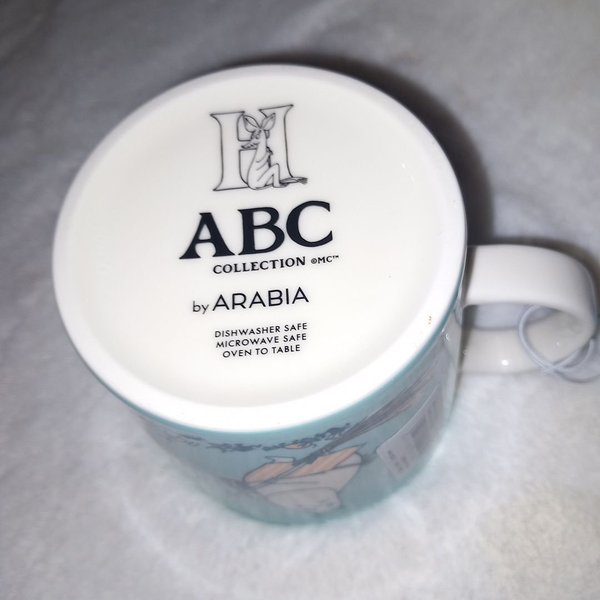 H
ABC
COLLECTION ©MC™
by ARABIA
DISHWASHER SAFE
MICROWAVE SAFE
OVEN TO TABLE